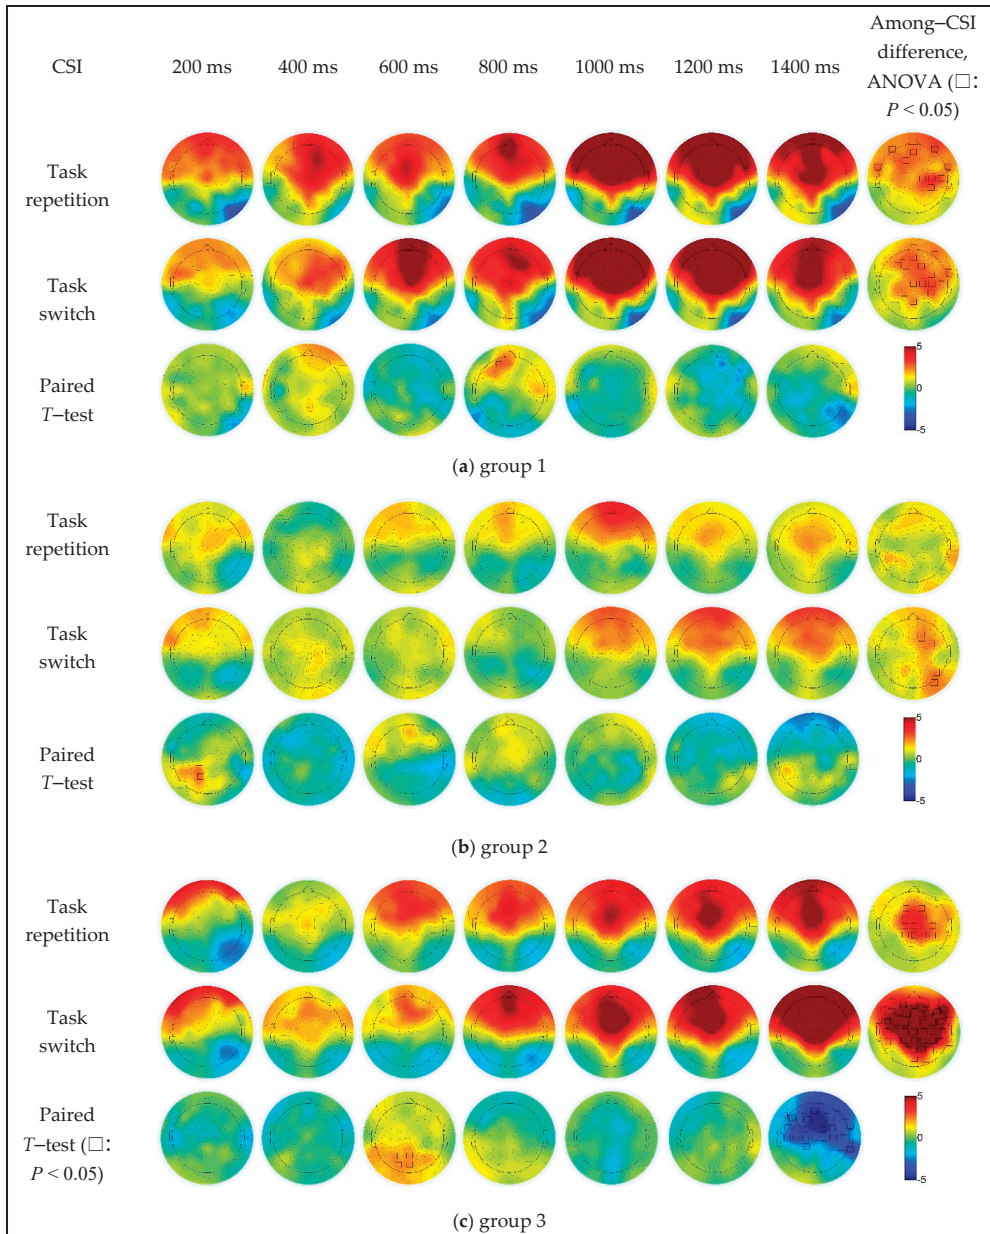 CSI 200 ms 400 ms 600 ms 800 ms 1000 ms 1200 ms 1400 ms Among–CSI
difference,
ANOVA (□:
P < 0.05)
Task
repetition
Task
switch
Paired
T–test
5
0
-5
(a) group 1
Task
repetition
Task
switch
Paired
T–test
5
0
-5
(b) group 2
Task
repetition
Task
switch
Paired
T–test (□:
P < 0.05)
5
0
-5
(c) group 3